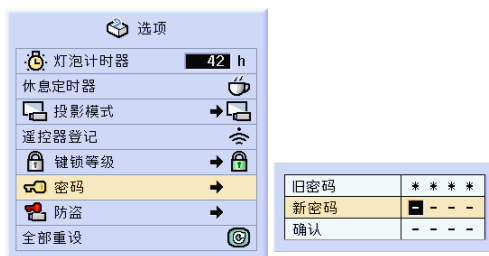 选项
灯泡计时器 42 h
休息定时器
投影模式
遥控器登记
键锁等级
密码
防盗
全部重设
旧密码 * * * *
新密码 - - - -
确认 - - - -